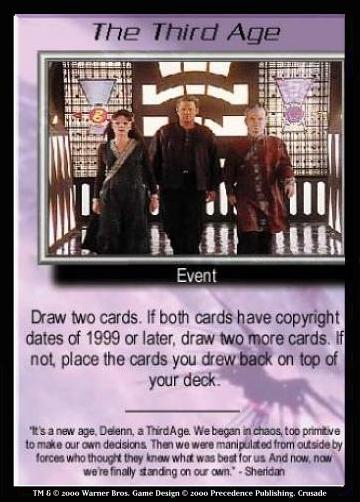 The Third Age
Event
Draw two cards. If both cards have copyright
dates of 1999 or later, draw two more cards. If
not, place the cards you drew back on top of
your deck.
"It's a new age, Delenn, a Third Age. We began in chaos, top primitive
to make our own decisions. Then we were manipulated from outside by
forces who thought they knew what was best for us. And now, now
we're finally standing on our own." - Sheridan
TM & © 2000 Warner Bros. Game Design © 2000 Precedence Publishing. Crusade